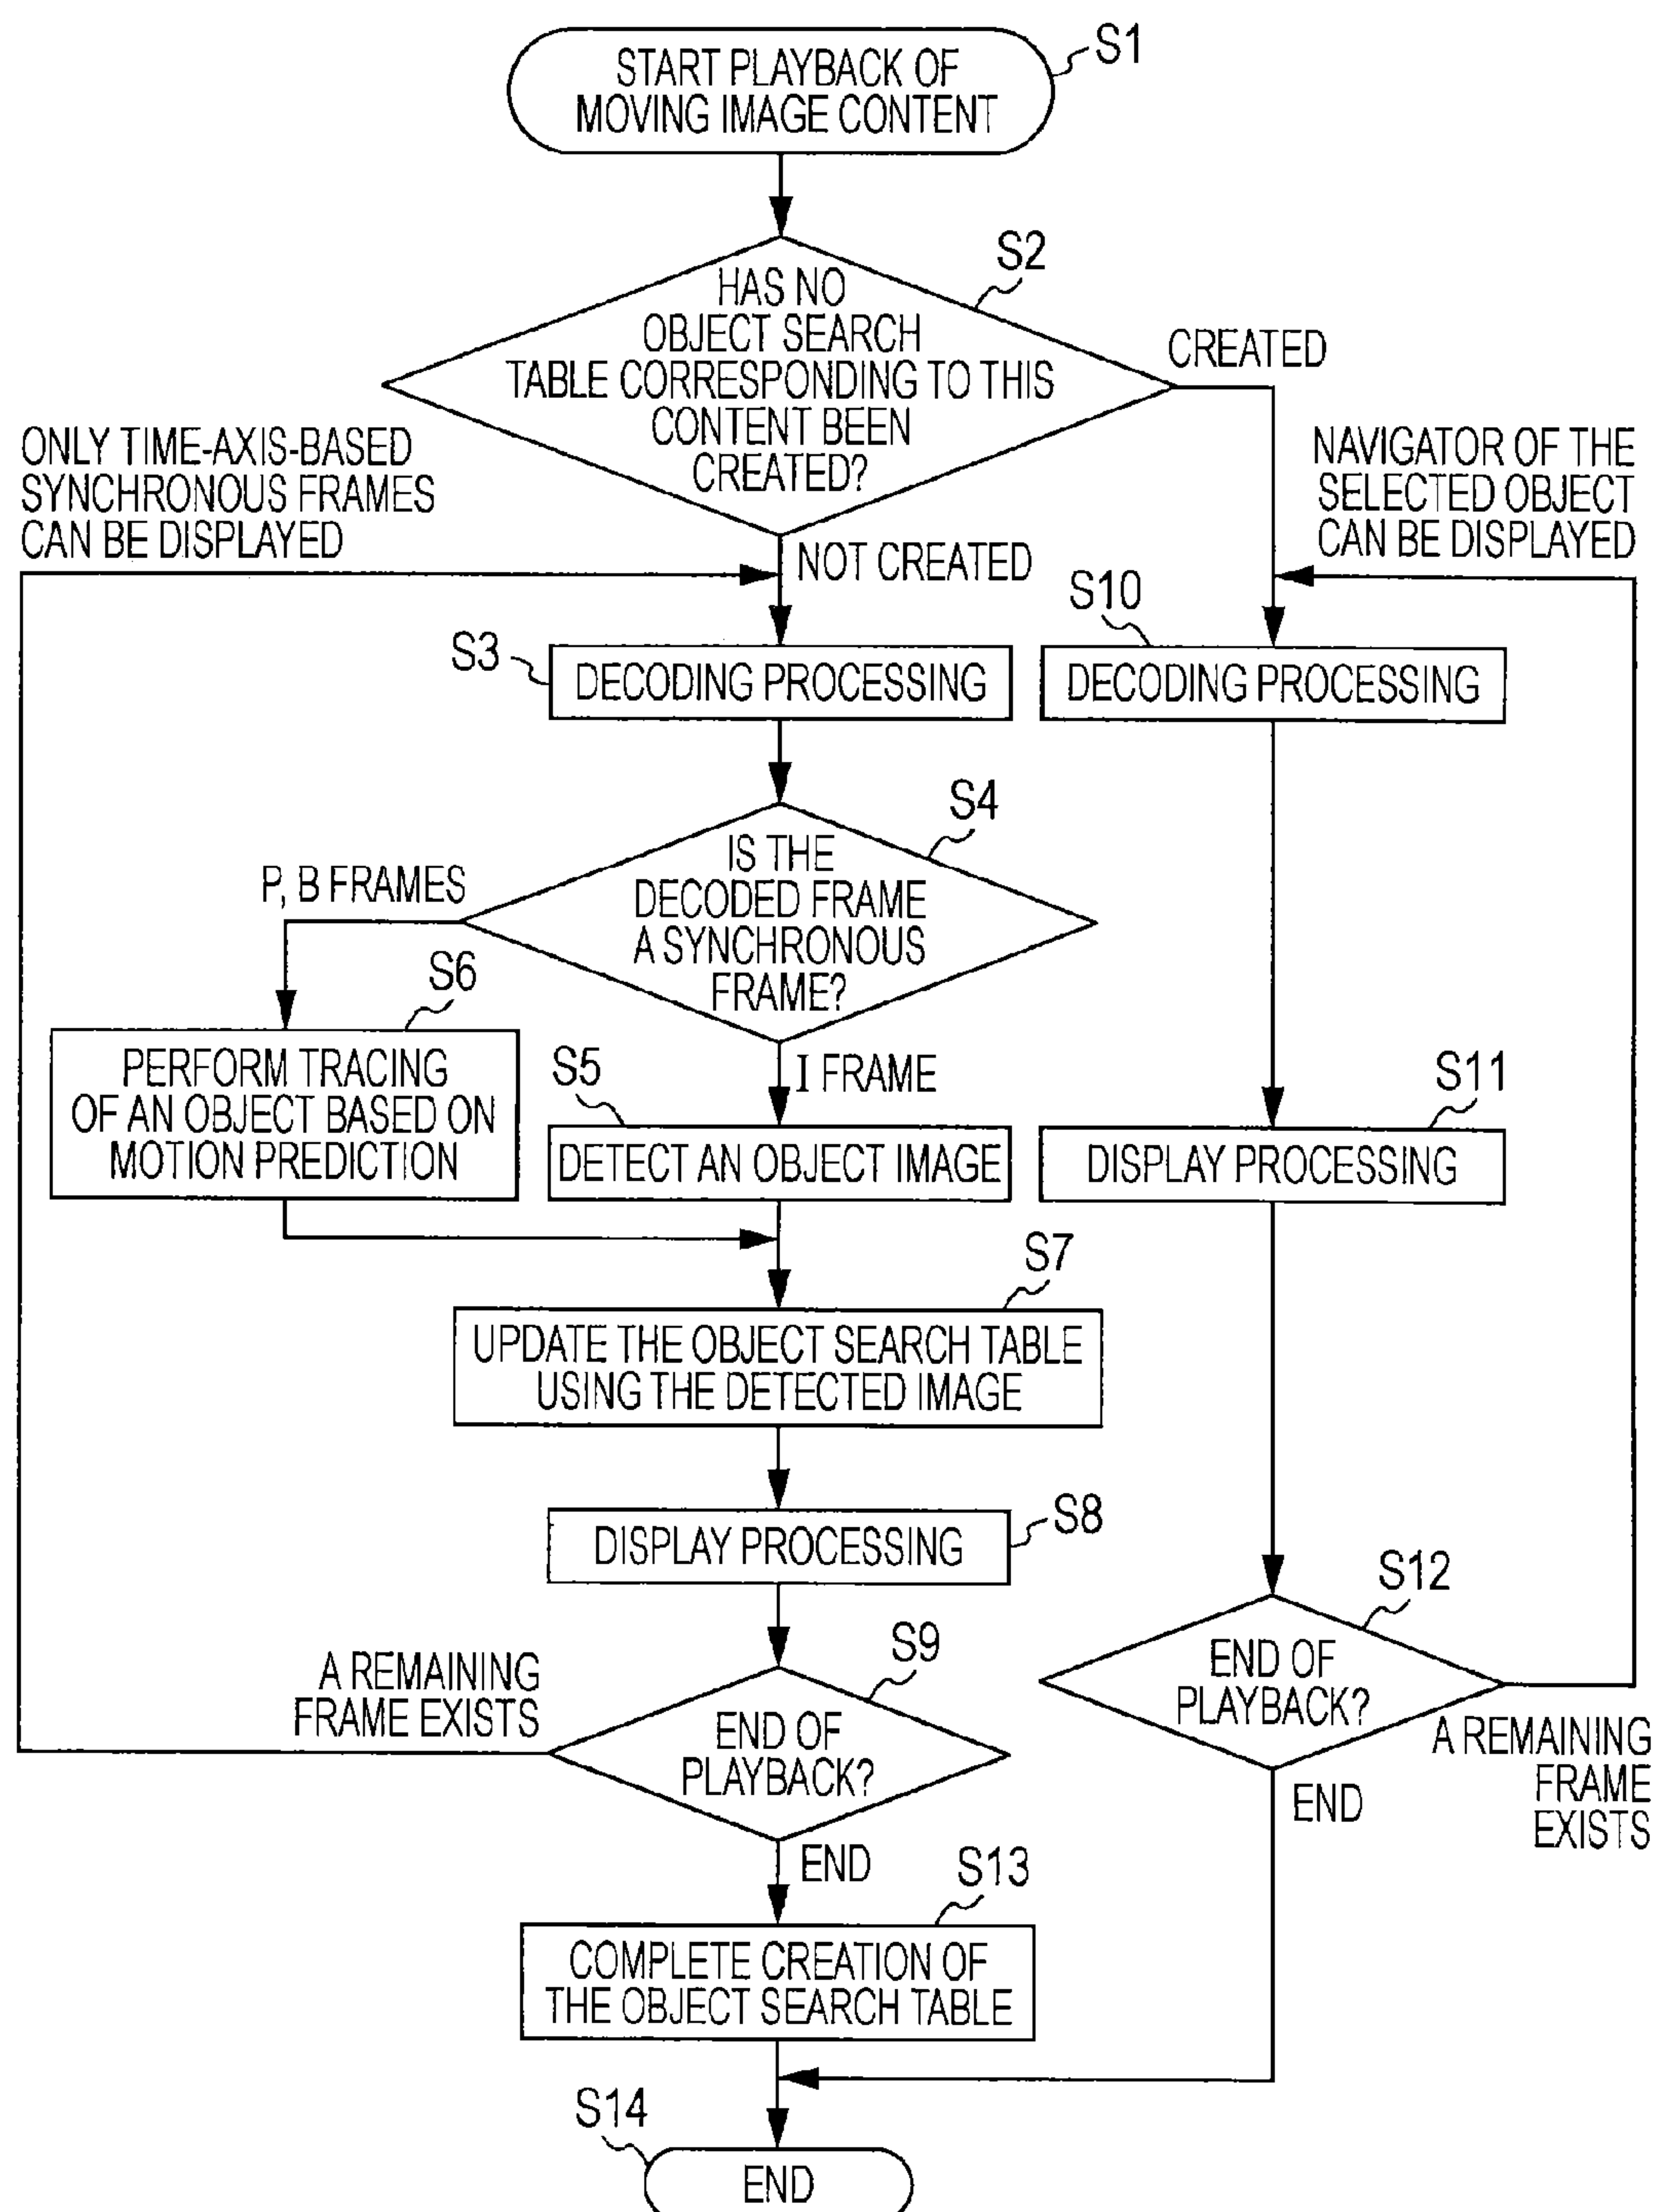 START PLAYBACK OF
MOVING IMAGE CONTENT
S1
S2
HAS NO
OBJECT SEARCH
TABLE CORRESPONDING TO THIS
CONTENT BEEN
CREATED?
CREATED
ONLY TIME-AXIS-BASED
SYNCHRONOUS FRAMES
CAN BE DISPLAYED
NAVIGATOR OF THE
SELECTED OBJECT
CAN BE DISPLAYED
NOT CREATED
S3
DECODING PROCESSING
S10
DECODING PROCESSING
S4
IS THE
DECODED FRAME
A SYNCHRONOUS
FRAME?
P, B FRAMES
S6
PERFORM TRACING
OF AN OBJECT BASED ON
MOTION PREDICTION
I FRAME
S5
DETECT AN OBJECT IMAGE
S11
DISPLAY PROCESSING
S7
UPDATE THE OBJECT SEARCH TABLE
USING THE DETECTED IMAGE
S8
DISPLAY PROCESSING
S9
END OF
PLAYBACK?
A REMAINING
FRAME EXISTS
S12
END OF
PLAYBACK?
A REMAINING
FRAME
EXISTS
END
END
S13
COMPLETE CREATION OF
THE OBJECT SEARCH TABLE
S14
END